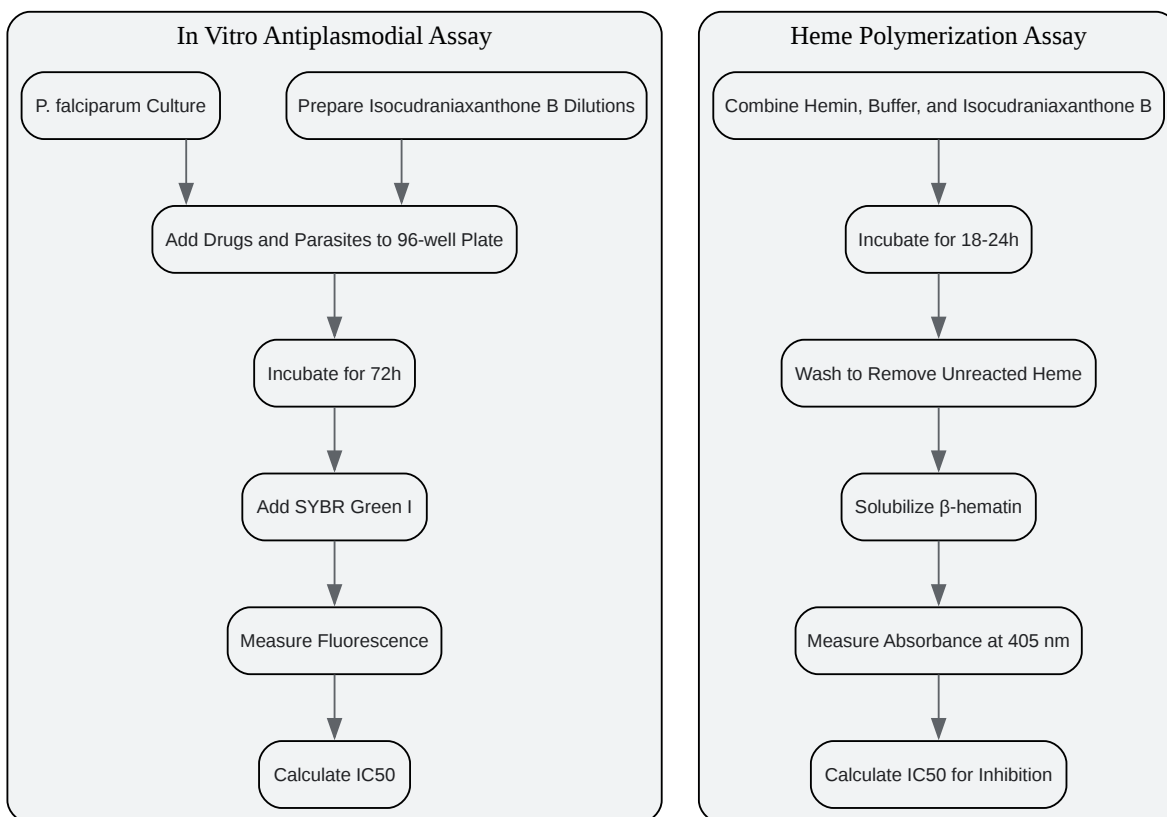 In Vitro Antiplasmodial Assay
P. falciparum Culture
Prepare Isocudraniaxanthone B Dilutions
Add Drugs and Parasites to 96-well Plate
Incubate for 72h
Add SYBR Green I
Measure Fluorescence
Calculate IC50
Heme Polymerization Assay
Combine Hemin, Buffer, and Isocudraniaxanthone B
Incubate for 18-24h
Wash to Remove Unreacted Heme
Solubilize β-hematin
Measure Absorbance at 405 nm
Calculate IC50 for Inhibition